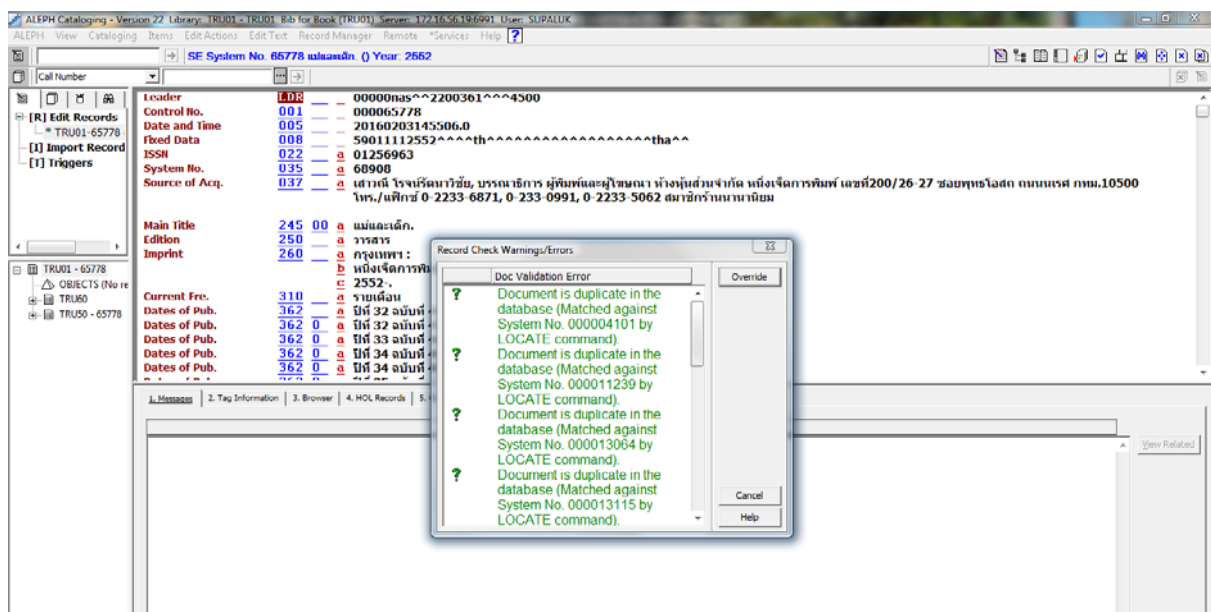 ALEPH Cataloging - Version 22 Library: TRU01 - TRU01 Bib for Book (TRU01) Server: 172.16.56.19:6991 User: SUPALUK
ALEPH View Cataloging Items EditActions EditText RecordManager Remote *Services Help ?
SE System No. 65778 แม่และเด็ก. () Year: 2562
Call Number
[R] Edit Records
* TRU01-65778
[I] Import Record
[T] Triggers
Leader LDR 00000nas^^2200361^^^4500
Control No. 001 000065778
Date and Time 005 20160203145506.0
Fixed Data 008 59011112552^^^^th^^^^^^^^^^^^^^^^^^tha^^
ISSN 022 a 01256963
System No. 035 a 68908
Source of Acq. 037 a เสาวณี โรจน์รัตนาวิชัย, บรรณาธิการ ผู้พิมพ์และผู้โฆษณา ห้างหุ้นส่วนจำกัด หนึ่งเจ็ดการพิมพ์ เลขที่200/26-27 ซอยพุทธโอสถ ถนนนเรศ กทม.10500
โทร./แฟ็กซ์ 0-2233-6871, 0-233-0991, 0-2233-5062 สมาชิกร้านนานานิยม
Main Title 245 00 a แม่และเด็ก.
Edition 250 a วารสาร
Imprint 260 a กรุงเทพฯ :
b หนึ่งเจ็ดการพิ
c 2552-.
Current Fre. 310 a รายเดือน
Dates of Pub. 362 a ปีที่ 32 ฉบับที่
Dates of Pub. 362 0 a ปีที่ 32 ฉบับที่
Dates of Pub. 362 0 a ปีที่ 33 ฉบับที่
Dates of Pub. 362 0 a ปีที่ 34 ฉบับที่
Dates of Pub. 362 0 a ปีที่ 34 ฉบับที่
TRU01 - 65778
OBJECTS (No re
TRU60
TRU50 - 65778
Record Check Warnings/Errors
Doc Validation Error
Override
? Document is duplicate in the
database (Matched against
System No. 000004101 by
LOCATE command).
? Document is duplicate in the
database (Matched against
System No. 000011239 by
LOCATE command).
? Document is duplicate in the
database (Matched against
System No. 000013064 by
LOCATE command).
? Document is duplicate in the
database (Matched against
System No. 000013115 by
LOCATE command).
Cancel
Help
1. Messages 2. Tag Information 3. Browser 4. HOL Records 5.
View Related